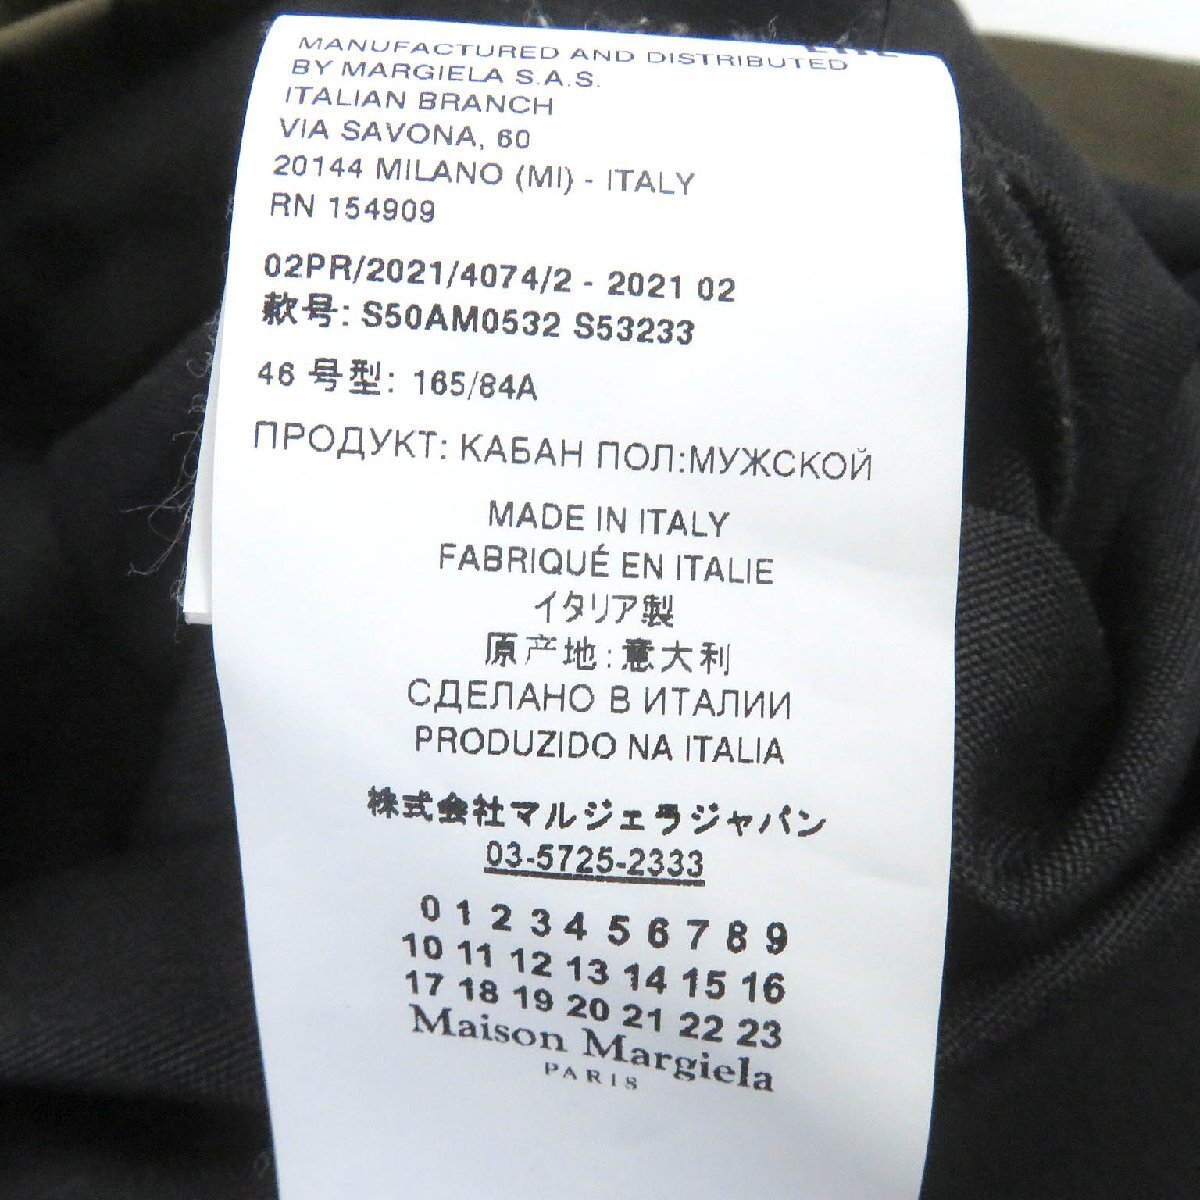 MANUFACTURED AND DISTRIBUTED
BY MARGIELA S.A.S.
ITALIAN BRANCH
VIA SAVONA, 60
20144 MILANO (MI) - ITALY
RN 154909
02PR/2021/4074/2 - 2021 02
款号: S50AM0532 S53233
46 号型: 165/84A
ПРОДУКТ: КАБАН ПОЛ:МУЖСКОЙ
MADE IN ITALY
FABRIQUÉ EN ITALIE
イタリア製
原产地:意大利
СДЕЛАНО В ИТАЛИИ
PRODUZIDO NA ITALIA
株式会社マルジェラジャパン
03-5725-2333
0 1 2 3 4 5 6 7 8 9
10 11 12 13 14 15 16
17 18 19 20 21 22 23
Maison Margiela
PARIS